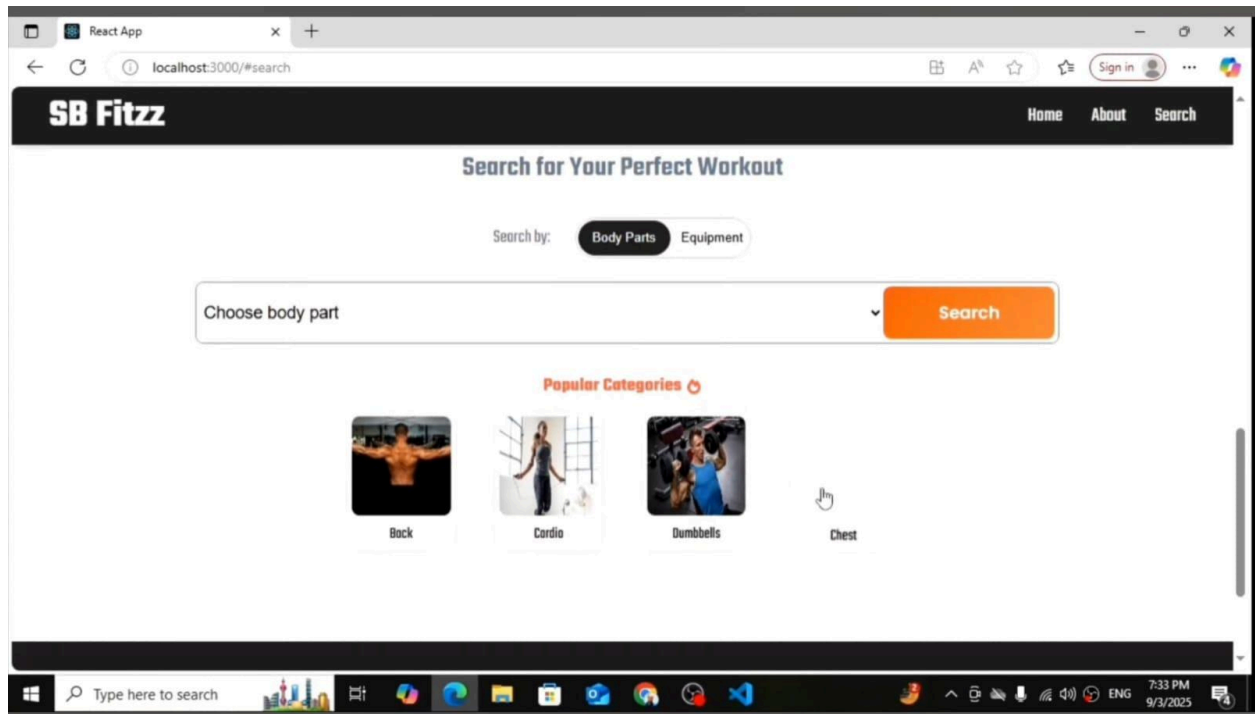 React App
localhost:3000/#search
Sign in
SB Fitzz
Home About Search
Search for Your Perfect Workout
Search by: Body Parts Equipment
Choose body part
Search
Popular Categories
Back Cardio Dumbbells Chest
Type here to search
ENG
7:33 PM
9/3/2025
4